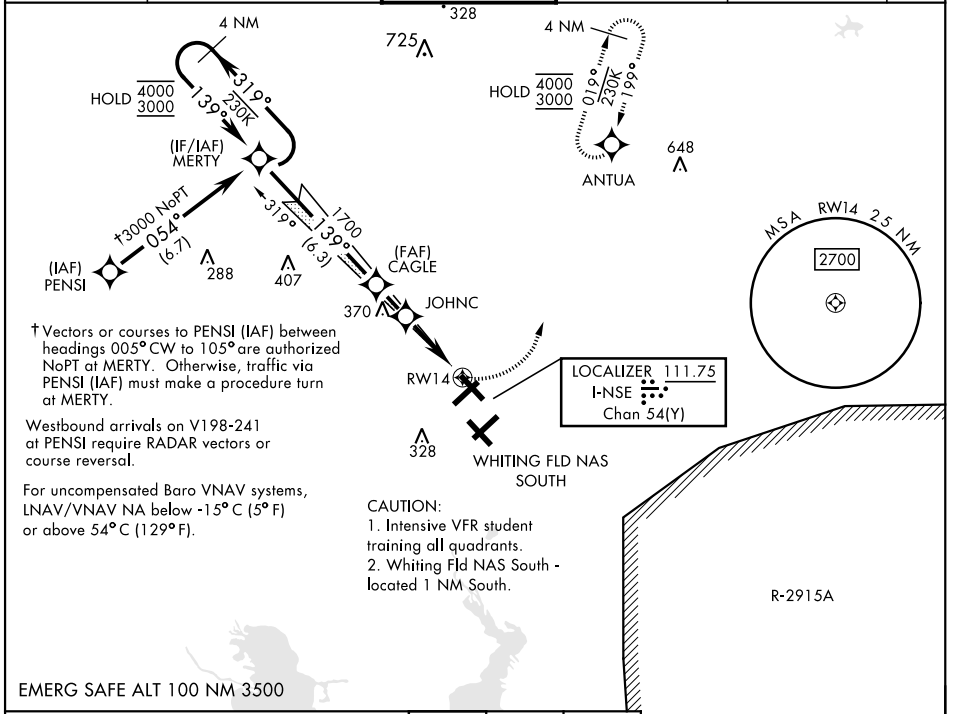 328
4 NM
725
4 NM
HOLD 4000
3000
319°
139°
230K
HOLD 4000
3000
019°
230K
199°
(IF/IAF)
MERTY
648
ANTUA
†3000 NoPT
054°
(6.7)
319°
1700
139°
(6.3)
MSA RW14 25 NM
2700
(IAF)
PENSI
288
407
(FAF)
CAGLE
370
JOHNC
† Vectors or courses to PENSI (IAF) between
headings 005° CW to 105° are authorized
NoPT at MERTY. Otherwise, traffic via
PENSI (IAF) must make a procedure turn
at MERTY.
RW14
LOCALIZER 111.75
I-NSE
Chan 54(Y)
Westbound arrivals on V198-241
at PENSI require RADAR vectors or
course reversal.
328
WHITING FLD NAS
SOUTH
For uncompensated Baro VNAV systems,
LNAV/VNAV NA below -15° C (5° F)
or above 54° C (129° F).
CAUTION:
1. Intensive VFR student
training all quadrants.
2. Whiting Fld NAS South -
located 1 NM South.
R-2915A
EMERG SAFE ALT 100 NM 3500